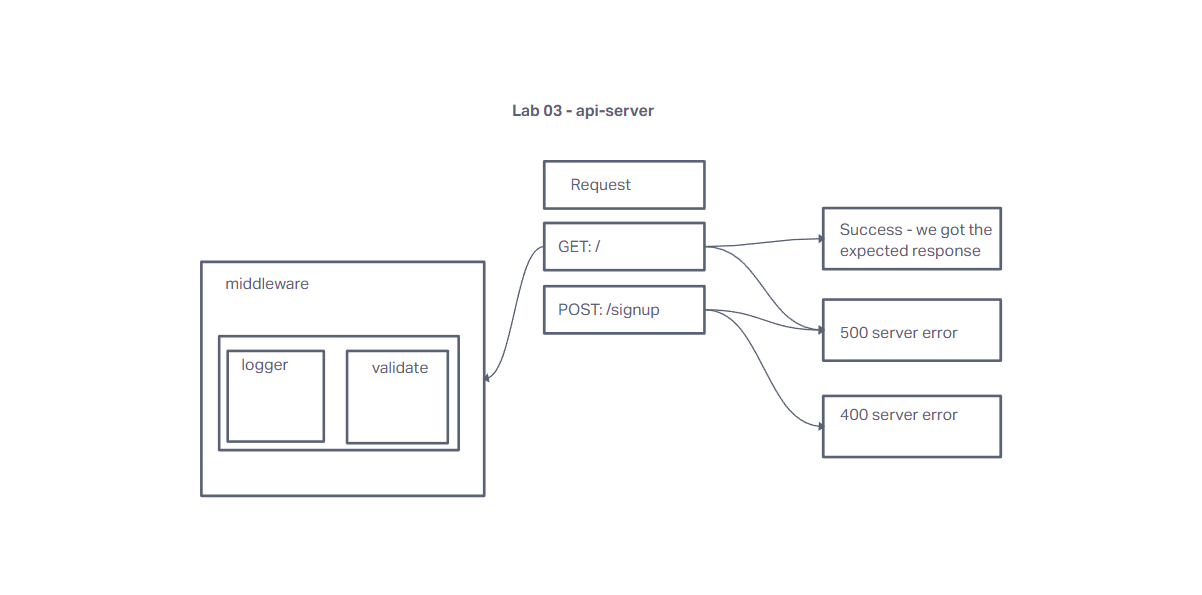 Lab 03 - api-server
Request
GET: /
POST: /signup
middleware
logger
validate
Success - we got the
expected response
500 server error
400 server error